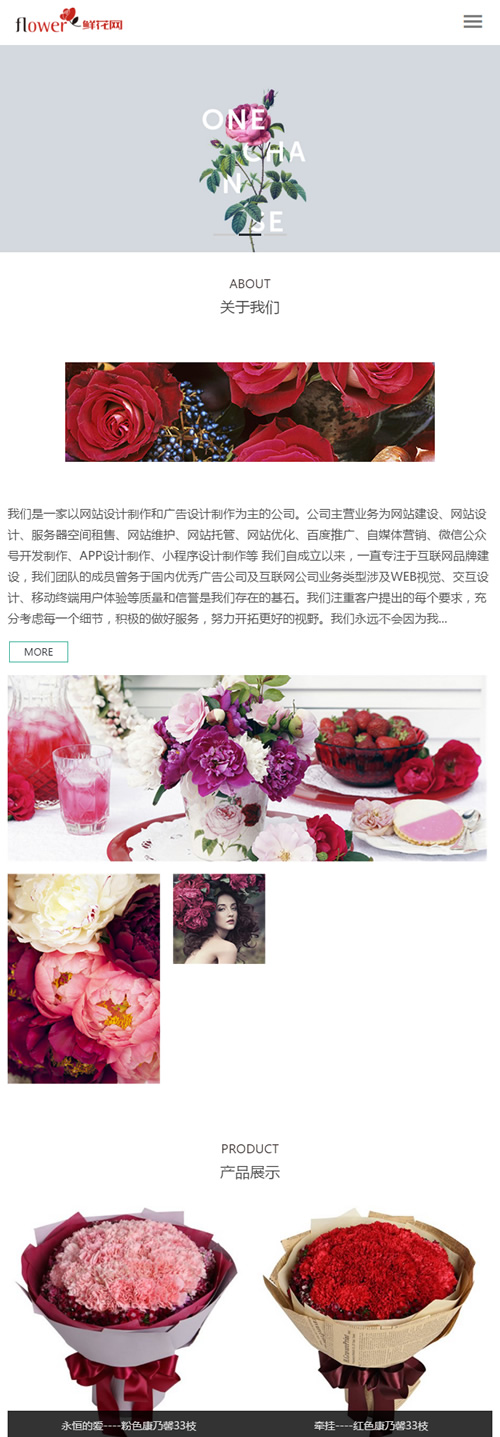 flower 鲜花网
ONE
CHA
N
GE
ABOUT
关于我们
我们是一家以网站设计制作和广告设计制作为主的公司。公司主营业务为网站建设、网站设
计、服务器空间租售、网站维护、网站托管、网站优化、百度推广、自媒体营销、微信公众
号开发制作、APP设计制作、小程序设计制作等 我们自成立以来，一直专注于互联网品牌建
设，我们团队的成员曾务于国内优秀广告公司及互联网公司业务类型涉及WEB视觉、交互设
计、移动终端用户体验等质量和信誉是我们存在的基石。我们注重客户提出的每个要求，充
分考虑每一个细节，积极的做好服务，努力开拓更好的视野。我们永远不会因为我...
MORE
PRODUCT
产品展示
永恒的爱----粉色康乃馨33枝
牵挂----红色康乃馨33枝